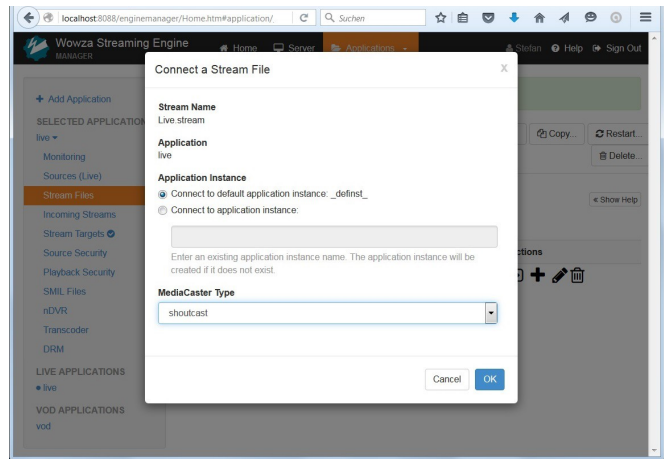 localhost:8088/enginemanager/Home.htm#application/
Suchen
Wowza Streaming Engine
MANAGER
Home
Server
Applications
Stefan
Help
Sign Out
Add Application
SELECTED APPLICATION
live
Monitoring
Sources (Live)
Stream Files
Incoming Streams
Stream Targets
Source Security
Playback Security
SMIL Files
nDVR
Transcoder
DRM
LIVE APPLICATIONS
live
VOD APPLICATIONS
vod
Connect a Stream File
X
Stream Name
Live.stream
Application
live
Application Instance
Connect to default application instance: _definst_
Connect to application instance:
Enter an existing application instance name. The application instance will be
created if it does not exist.
MediaCaster Type
shoutcast
Cancel
OK
Copy...
Restart...
Delete...
« Show Help